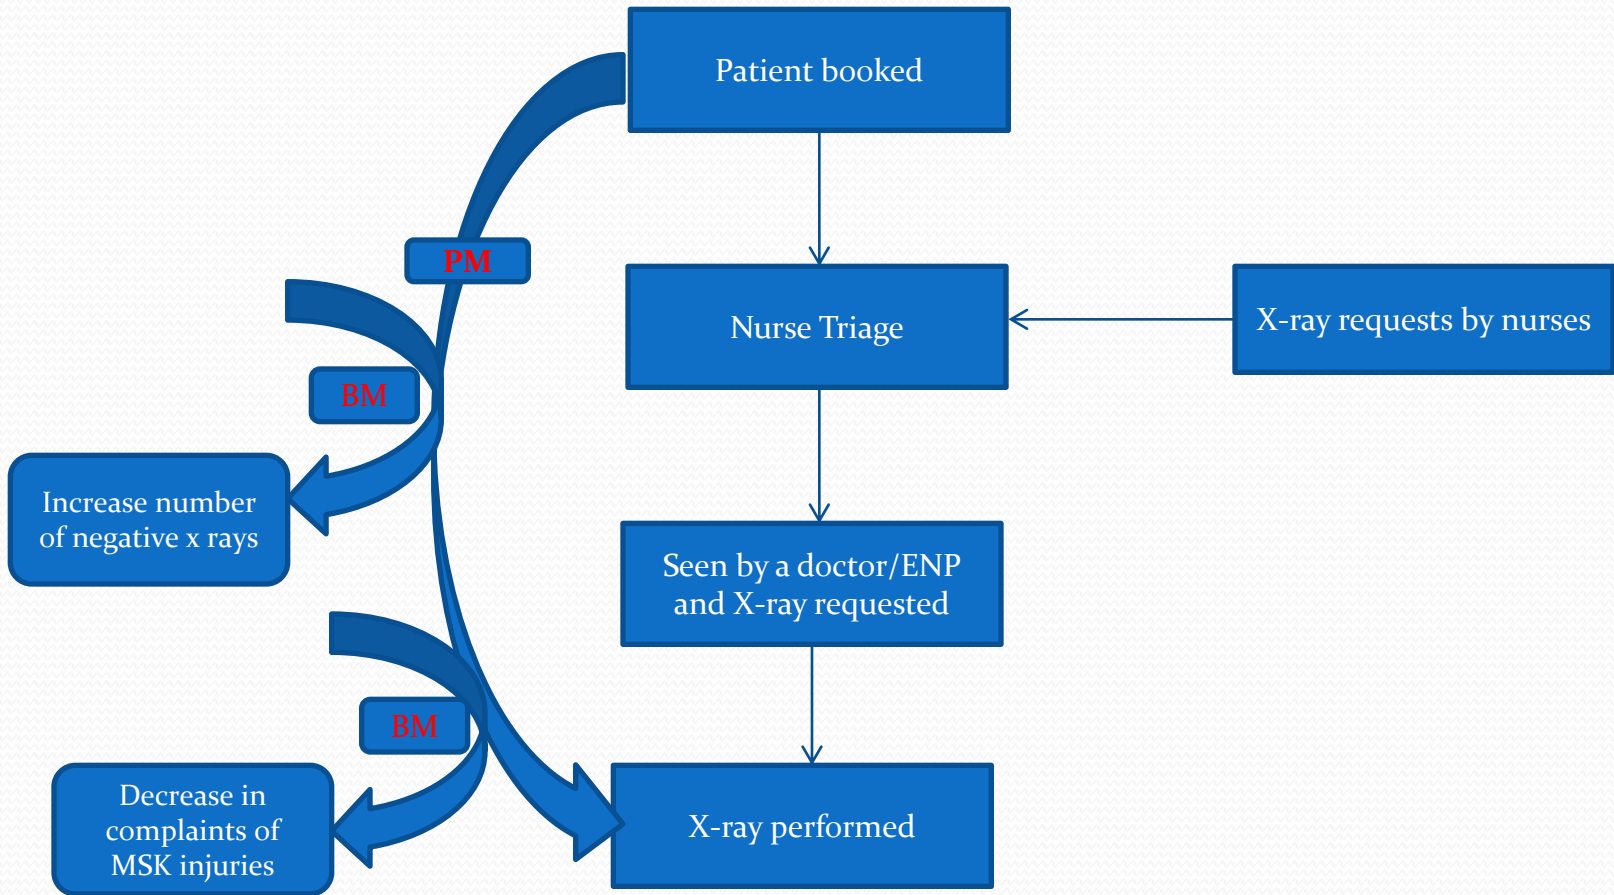 Patient booked
PM
Nurse Triage
X-ray requests by nurses
BM
Increase number
of negative x rays
Seen by a doctor/ENP
and X-ray requested
BM
Decrease in
complaints of
MSK injuries
X-ray performed